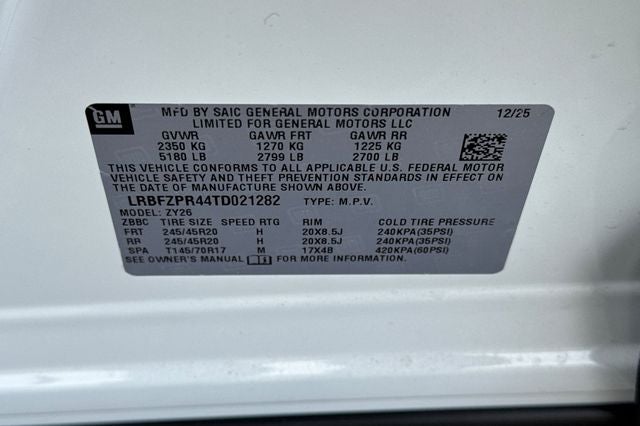 GM
MFD BY SAIC GENERAL MOTORS CORPORATION 12/25
LIMITED FOR GENERAL MOTORS LLC
GVWR GAWR FRT GAWR RR
2350 KG 1270 KG 1225 KG
5180 LB 2799 LB 2700 LB
THIS VEHICLE CONFORMS TO ALL APPLICABLE U.S. FEDERAL MOTOR
VEHICLE SAFETY AND THEFT PREVENTION STANDARDS IN EFFECT ON
THE DATE OF MANUFACTURE SHOWN ABOVE.
LRBFZPR44TD021282 TYPE: M.P.V.
MODEL: ZY26
ZBBC TIRE SIZE SPEED RTG RIM COLD TIRE PRESSURE
FRT 245/45R20 H 20X8.5J 240KPA(35PSI)
RR 245/45R20 H 20X8.5J 240KPA(35PSI)
SPA T145/70R17 M 17X4B 420KPA(60PSI)
SEE OWNER'S MANUAL FOR MORE INFORMATION.